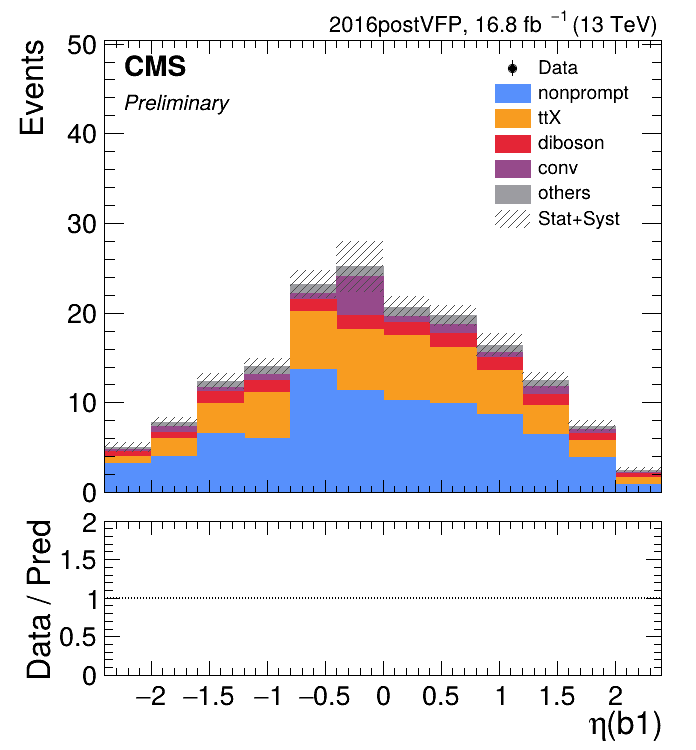 2016postVFP, 16.8 fb⁻¹ (13 TeV)
CMS
Preliminary
Events
50
40
30
20
10
0
Data
nonprompt
ttX
diboson
conv
others
Stat+Syst
Data / Pred
2
1.5
1
0.5
0
−2 −1.5 −1 −0.5 0 0.5 1 1.5 2
η(b1)